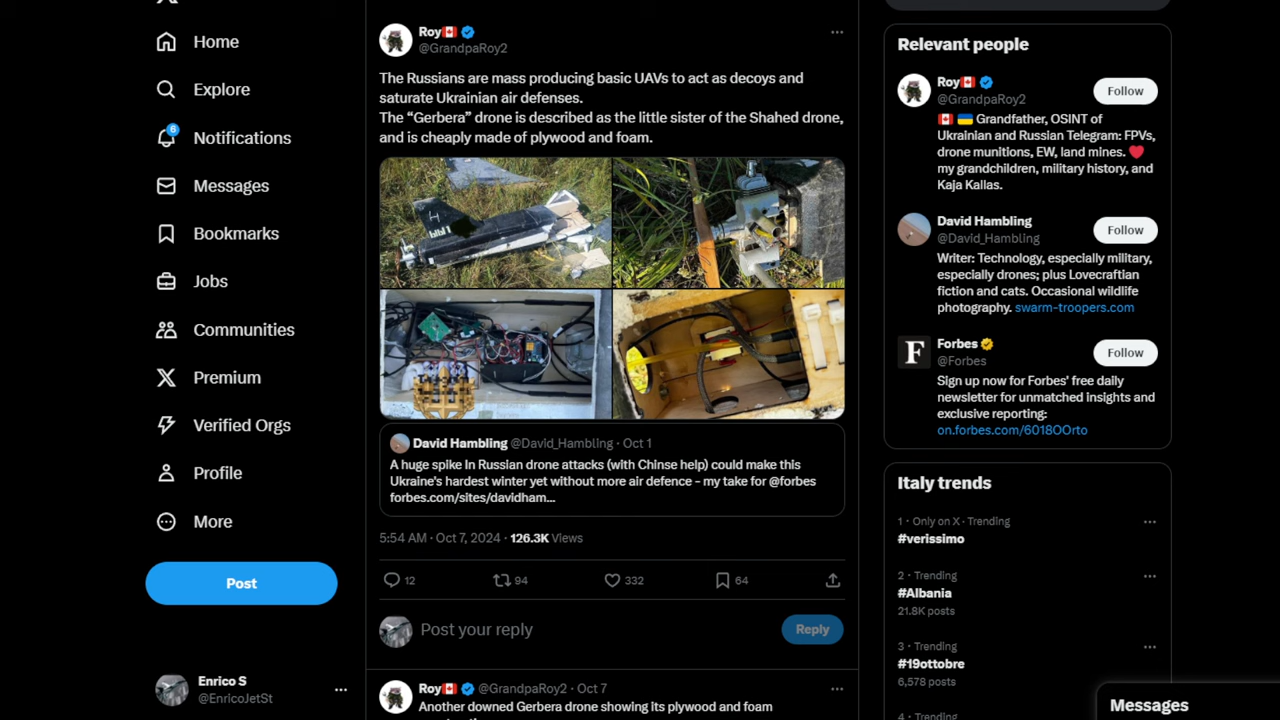 Home
Explore
6
Notifications
Messages
Bookmarks
Jobs
Communities
Premium
Verified Orgs
Profile
More
Post
Enrico S
@EnricoJetSt
Roy
@GrandpaRoy2
The Russians are mass producing basic UAVs to act as decoys and
saturate Ukrainian air defenses.
The “Gerbera” drone is described as the little sister of the Shahed drone,
and is cheaply made of plywood and foam.
David Hambling @David_Hambling · Oct 1
A huge spike In Russian drone attacks (with Chinse help) could make this
Ukraine's hardest winter yet without more air defence - my take for @forbes
forbes.com/sites/davidham...
5:54 AM · Oct 7, 2024 · 126.3K Views
12 94 332 64
Post your reply
Reply
Roy @GrandpaRoy2 · Oct 7
Another downed Gerbera drone showing its plywood and foam
Relevant people
Roy
@GrandpaRoy2
Follow
Grandfather, OSINT of
Ukrainian and Russian Telegram: FPVs,
drone munitions, EW, land mines.
my grandchildren, military history, and
Kaja Kallas.
David Hambling
@David_Hambling
Follow
Writer: Technology, especially military,
especially drones; plus Lovecraftian
fiction and cats. Occasional wildlife
photography. swarm-troopers.com
F
Forbes
@Forbes
Follow
Sign up now for Forbes' free daily
newsletter for unmatched insights and
exclusive reporting:
on.forbes.com/6018OOrto
Italy trends
1 · Only on X · Trending
#verissimo
2 · Trending
#Albania
21.8K posts
3 · Trending
#19ottobre
6,578 posts
Messages